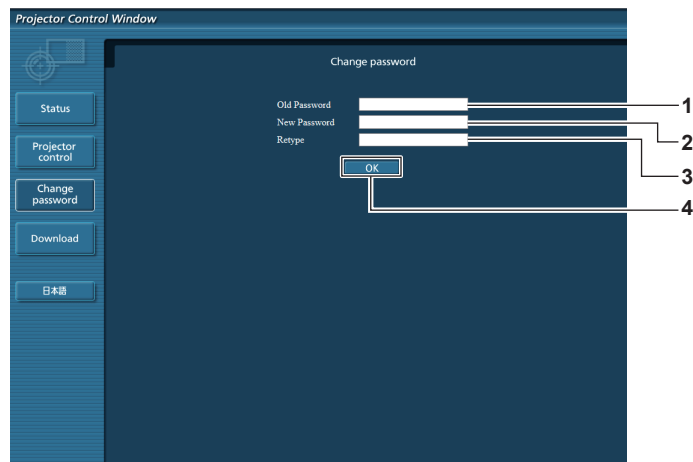 Projector Control Window
Change password
Status
Projector
control
Change
password
Download
日本語
Old Password
New Password
Retype
OK
1
2
3
4